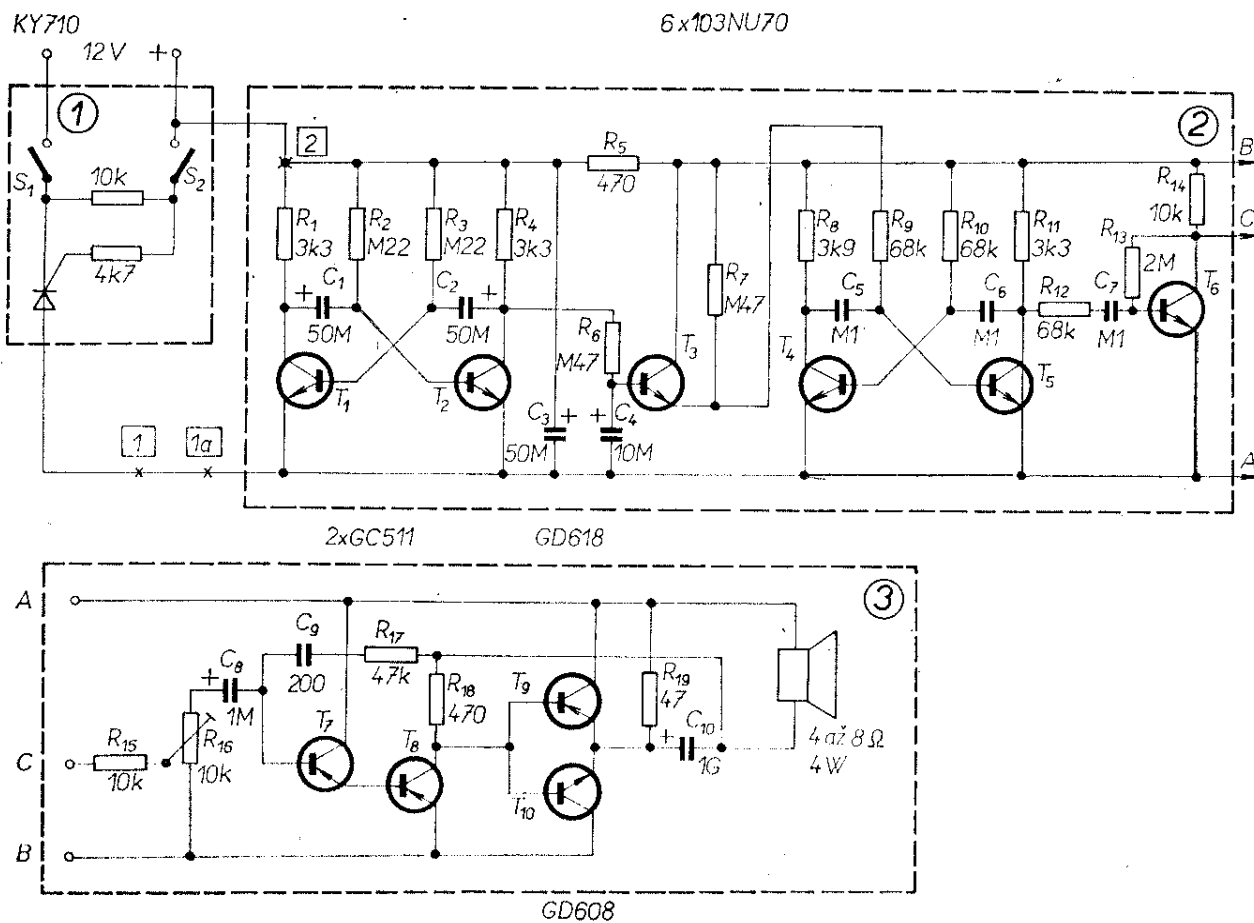 KY710
12V +
6x103NU70
1
2
2
B
R5
470
R14
10k
C
S1
10k
S2
4k7
R1
3k3
R2
M22
R3
M22
R4
3k3
R7
M47
R8
3k9
R9
68k
R10
68k
R11
3k3
R13
2M
T6
+ C1
50M
C2 +
50M
R6
M47
T3
C5
M1
C6
M1
R12
68k
C7
M1
T1
T2
T4
T5
C3 +
50M
+ C4
10M
1
1a
A
2xGC511
GD618
A
3
C9
200
R17
47k
+ C8
1M
R18
470
T9
R19
47
T7
T8
+ C10
1G
4 až 8 Ω
4W
C
R15
10k
R16
10k
T10
B
GD608